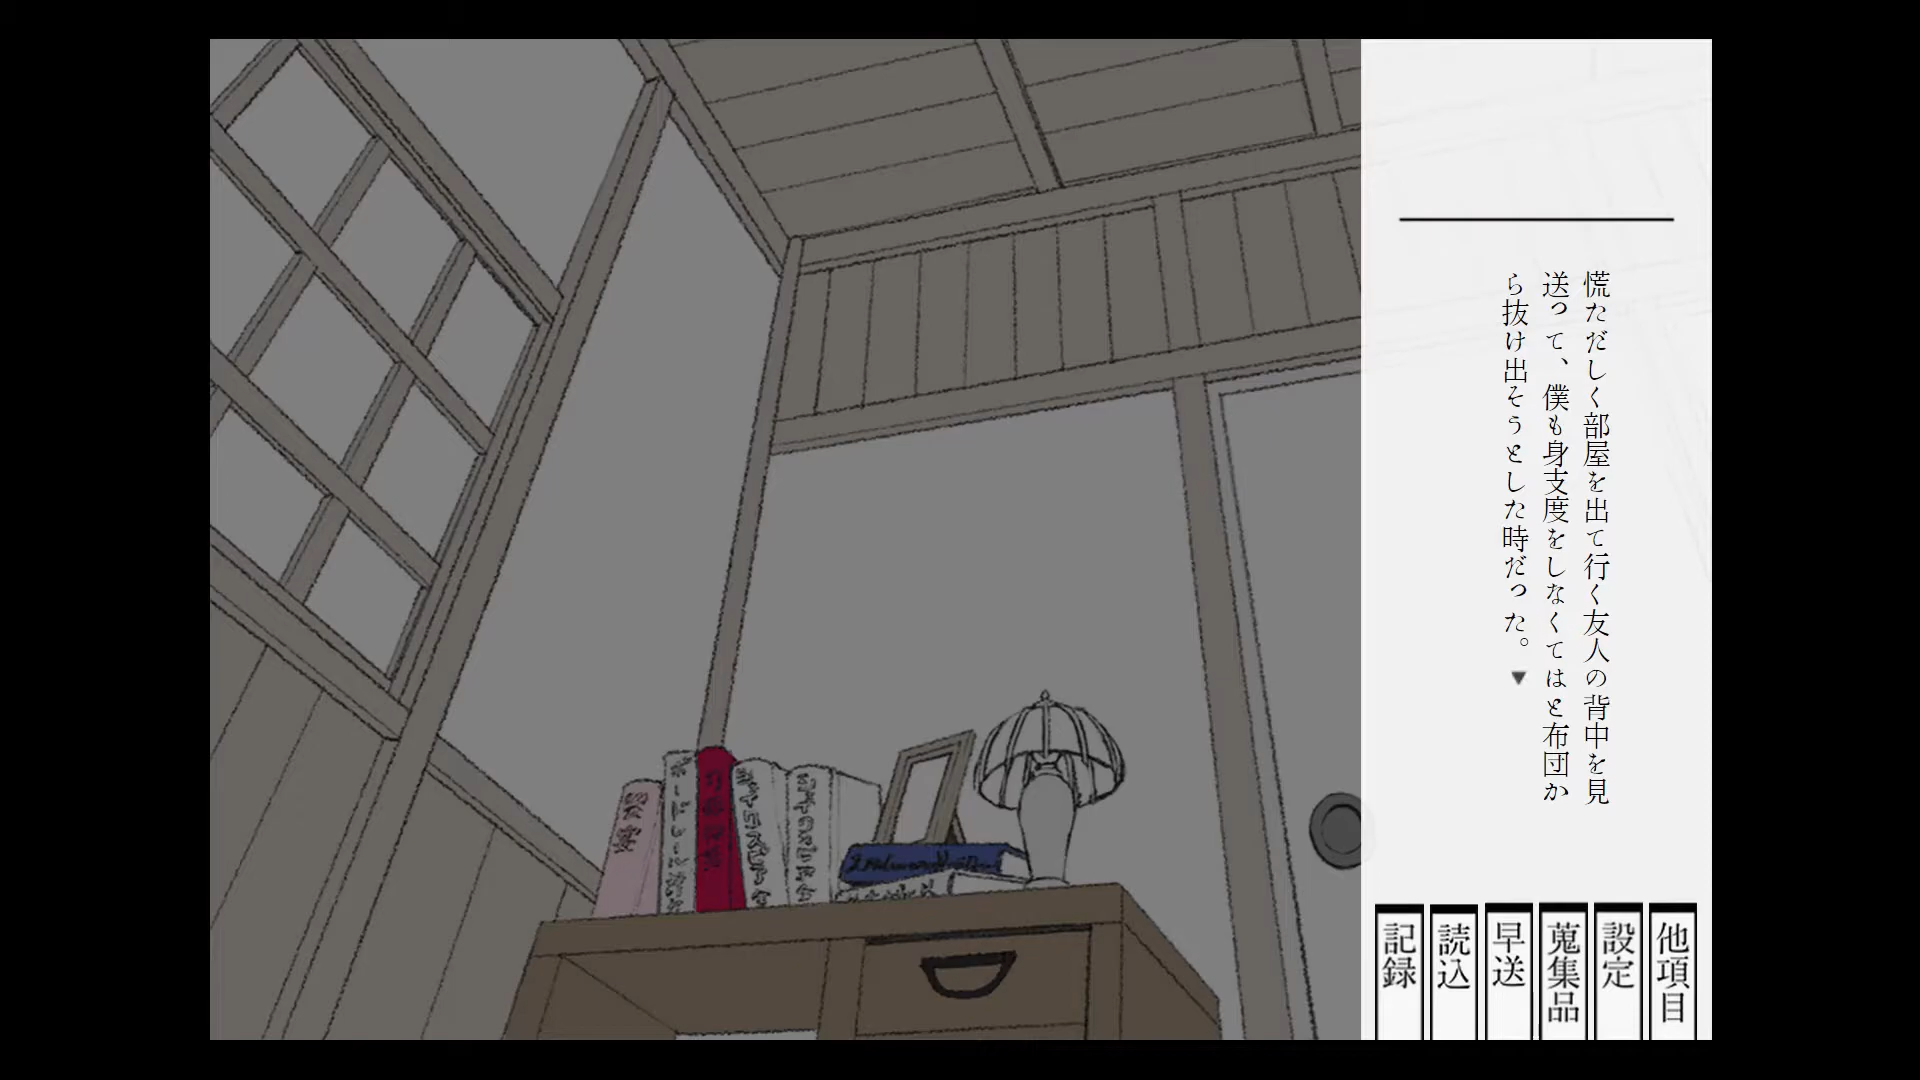 慌ただしく部屋を出て行く友人の背中を見
送って、僕も身支度をしなくてはと布団か
ら抜け出そうとした時だった。▼
他項目
設定
蒐集品
早送
読込
記録